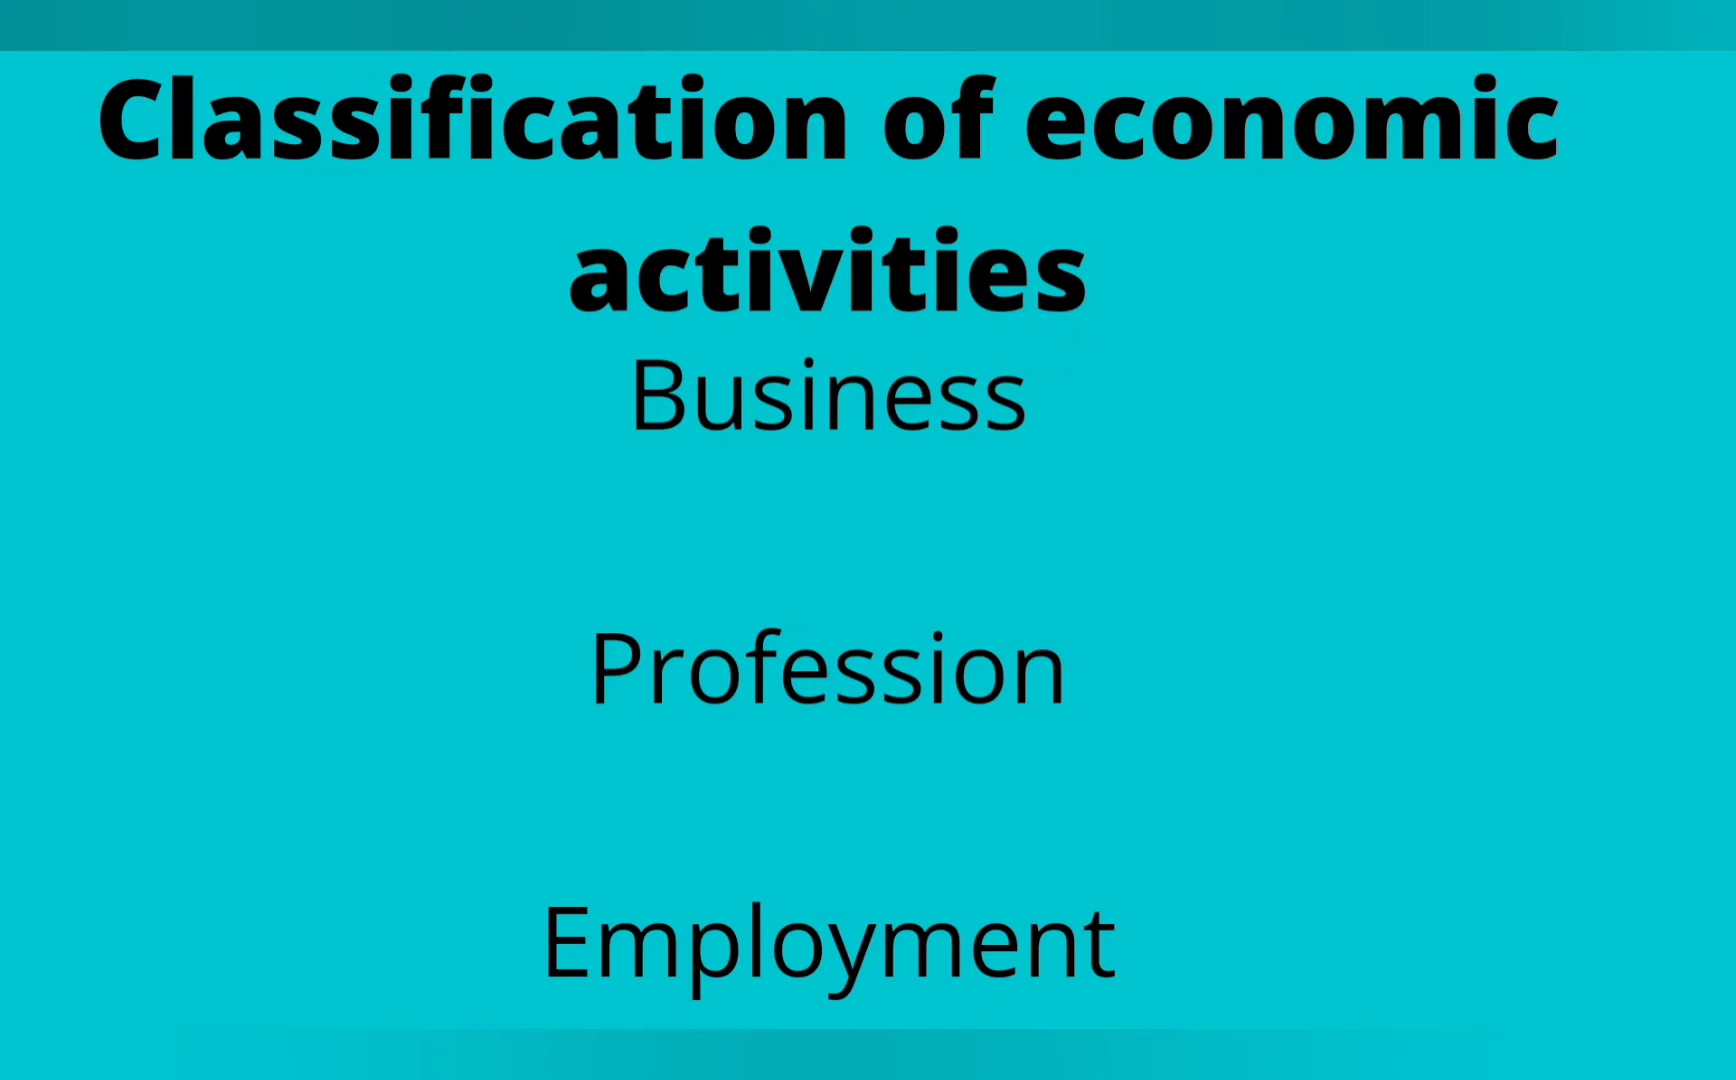 Classification of economic
activities
Business
Profession
Employment